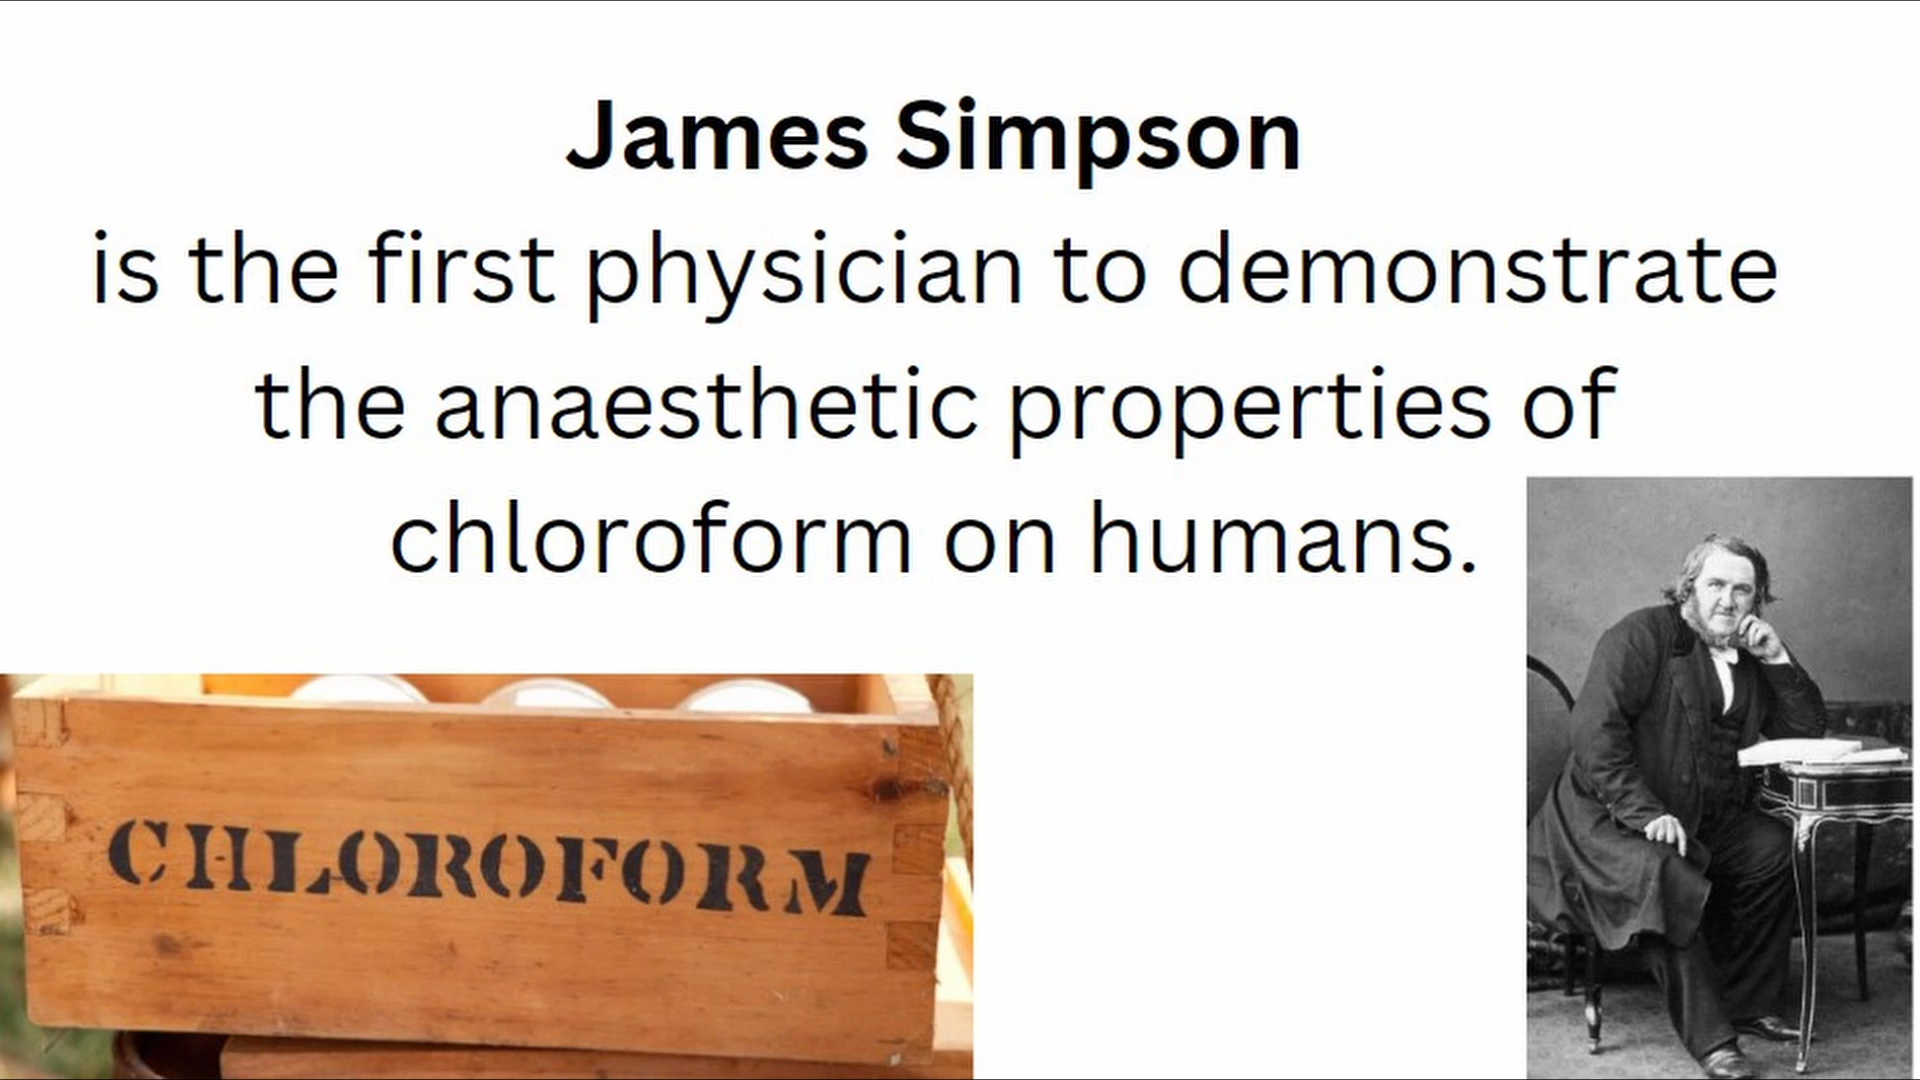 James Simpson
is the first physician to demonstrate
the anaesthetic properties of
chloroform on humans.
CHLOROFORM